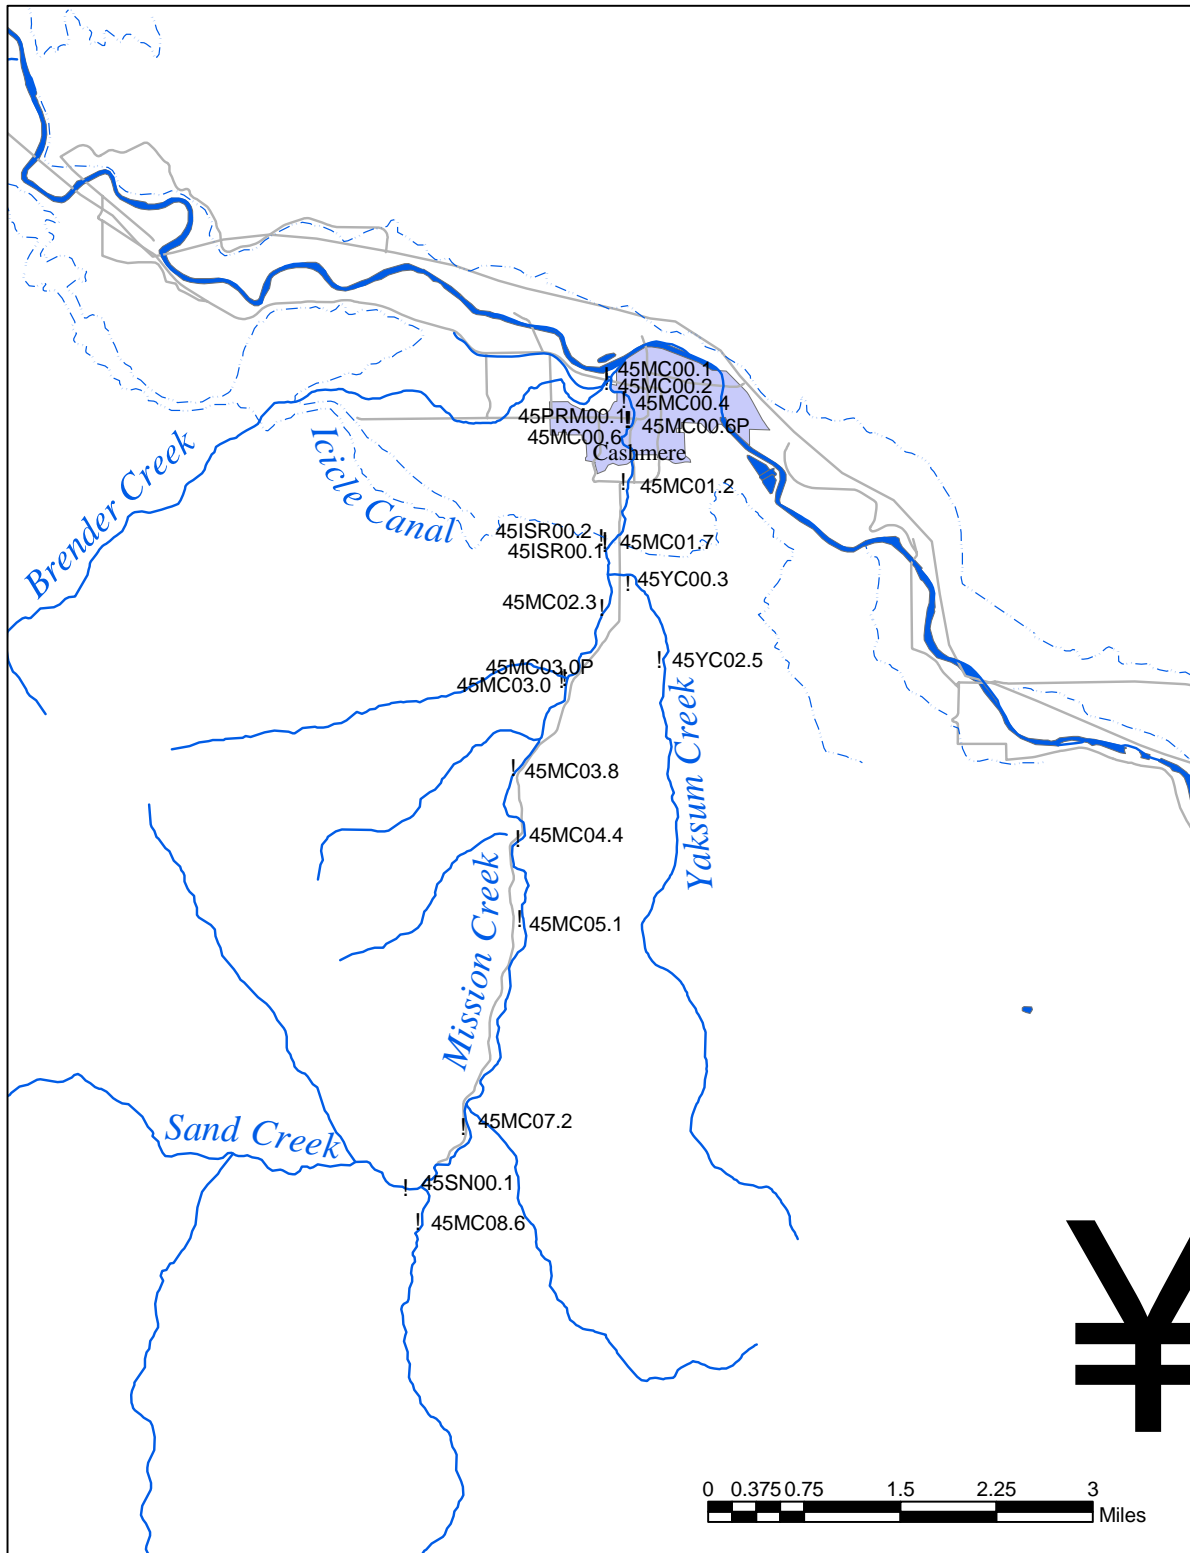 45MC00.1
45MC00.2
45MC00.4
45PRM00.1
45MC00.6P
45MC00.6
Cashmere
Icicle Canal
Brender Creek
45MC01.2
45ISR00.2
45MC01.7
45ISR00.1
45YC00.3
45MC02.3
45YC02.5
45MC03.0P
45MC03.0
Yaksum Creek
45MC03.8
45MC04.4
Mission Creek
45MC05.1
45MC07.2
Sand Creek
45SN00.1
45MC08.6
¥
0 0.375 0.75 1.5 2.25 3
Miles